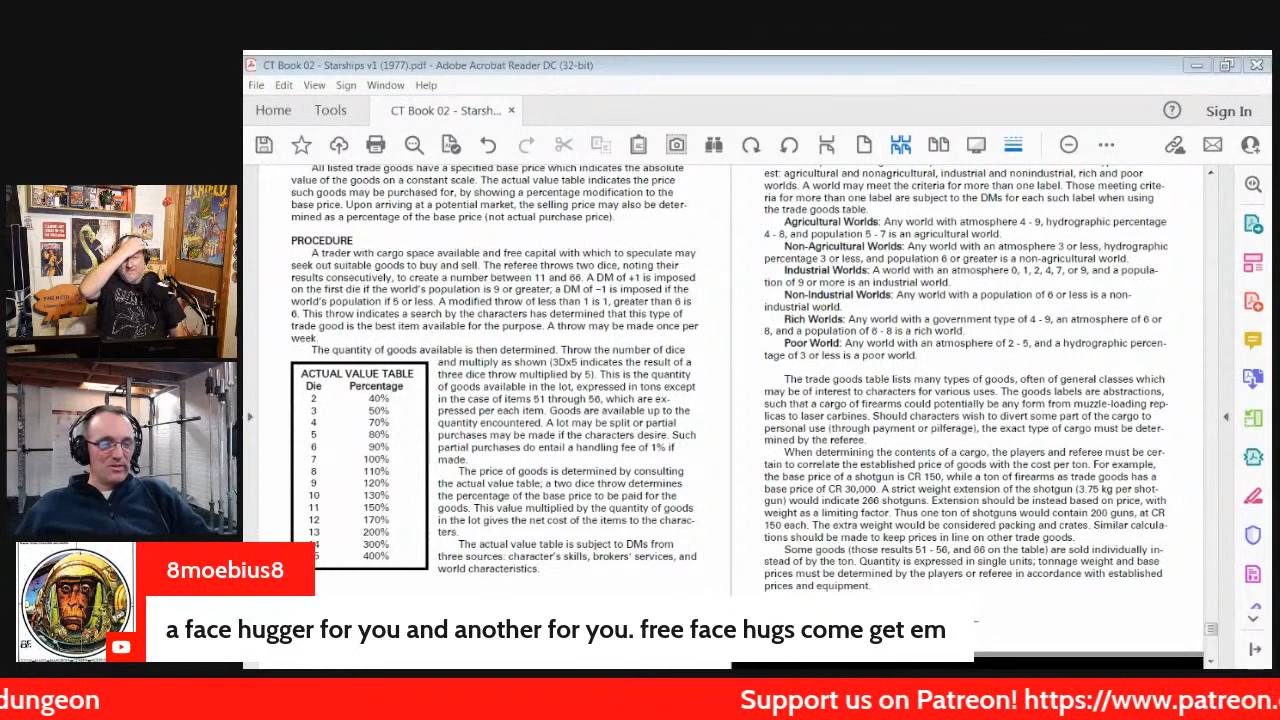 CT Book 02 - Starships v1 (1977).pdf - Adobe Acrobat Reader DC (32-bit)
File Edit View Sign Window Help
Home Tools CT Book 02 - Starsh... × Sign In
All listed trade goods have a specified base price which indicates the absolute
value of the goods on a constant scale. The actual value table indicates the price
such goods may be purchased for, by showing a percentage modification to the
base price. Upon arriving at a potential market, the selling price may also be deter-
mined as a percentage of the base price (not actual purchase price).
PROCEDURE
A trader with cargo space available and free capital with which to speculate may
seek out suitable goods to buy and sell. The referee throws two dice, noting their
results consecutively, to create a number between 11 and 66. A DM of +1 is imposed
on the first die if the world's population is 9 or greater; a DM of −1 is imposed if the
world's population if 5 or less. A modified throw of less than 1 is 1, greater than 6 is
6. This throw indicates a search by the characters has determined that this type of
trade good is the best item available for the purpose. A throw may be made once per
week.
The quantity of goods available is then determined. Throw the number of dice
and multiply as shown (3Dx5 indicates the result of a
three dice throw multiplied by 5). This is the quantity
of goods available in the lot, expressed in tons except
in the case of items 51 through 56, which are ex-
pressed per each item. Goods are available up to the
quantity encountered. A lot may be split or partial
purchases may be made if the characters desire. Such
partial purchases do entail a handling fee of 1% if
made.
The price of goods is determined by consulting
the actual value table; a two dice throw determines
the percentage of the base price to be paid for the
goods. This value multiplied by the quantity of goods
in the lot gives the net cost of the items to the charac-
ters.
The actual value table is subject to DMs from
three sources: character's skills, brokers' services, and
world characteristics.
ACTUAL VALUE TABLE
Die Percentage
2 40%
3 50%
4 70%
5 80%
6 90%
7 100%
8 110%
9 120%
10 130%
11 150%
12 170%
13 200%
4 300%
5 400%
est: agricultural and nonagricultural, industrial and nonindustrial, rich and poor
worlds. A world may meet the criteria for more than one label. Those meeting crite-
ria for more than one label are subject to the DMs for each such label when using
the trade goods table.
Agricultural Worlds: Any world with atmosphere 4 - 9, hydrographic percentage
4 - 8, and population 5 - 7 is an agricultural world.
Non-Agricultural Worlds: Any world with an atmosphere 3 or less, hydrographic
percentage 3 or less, and population 6 or greater is a non-agricultural world.
Industrial Worlds: A world with an atmosphere 0, 1, 2, 4, 7, or 9, and a popula-
tion of 9 or more is an industrial world.
Non-Industrial Worlds: Any world with a population of 6 or less is a non-
industrial world.
Rich Worlds: Any world with a government type of 4 - 9, an atmosphere of 6 or
8, and a population of 6 - 8 is a rich world.
Poor World: Any world with an atmosphere of 2 - 5, and a hydrographic percen-
tage of 3 or less is a poor world.
The trade goods table lists many types of goods, often of general classes which
may be of interest to characters for various uses. The goods labels are abstractions,
such that a cargo of firearms could potentially be any form from muzzle-loading rep-
licas to laser carbines. Should characters wish to divert some part of the cargo to
personal use (through payment or pilferage), the exact type of cargo must be deter-
mined by the referee.
When determining the contents of a cargo, the players and referee must be cer-
tain to correlate the established price of goods with the cost per ton. For example,
the base price of a shotgun is CR 150, while a ton of firearms as trade goods has a
base price of CR 30,000. A strict weight extension of the shotgun (3.75 kg per shot-
gun) would indicate 266 shotguns. Extension should be instead based on price, with
weight as a limiting factor. Thus one ton of shotguns would contain 200 guns, at CR
150 each. The extra weight would be considered packing and crates. Similar calcula-
tions should be made to keep prices in line on other trade goods.
Some goods (those results 51 - 56, and 66 on the table) are sold individually in-
stead of by the ton. Quantity is expressed in single units; tonnage weight and base
prices must be determined by the players or referee in accordance with established
prices and equipment.
8moebius8
a face hugger for you and another for you. free face hugs come get em
dungeon Support us on Patreon! https://www.patreon.